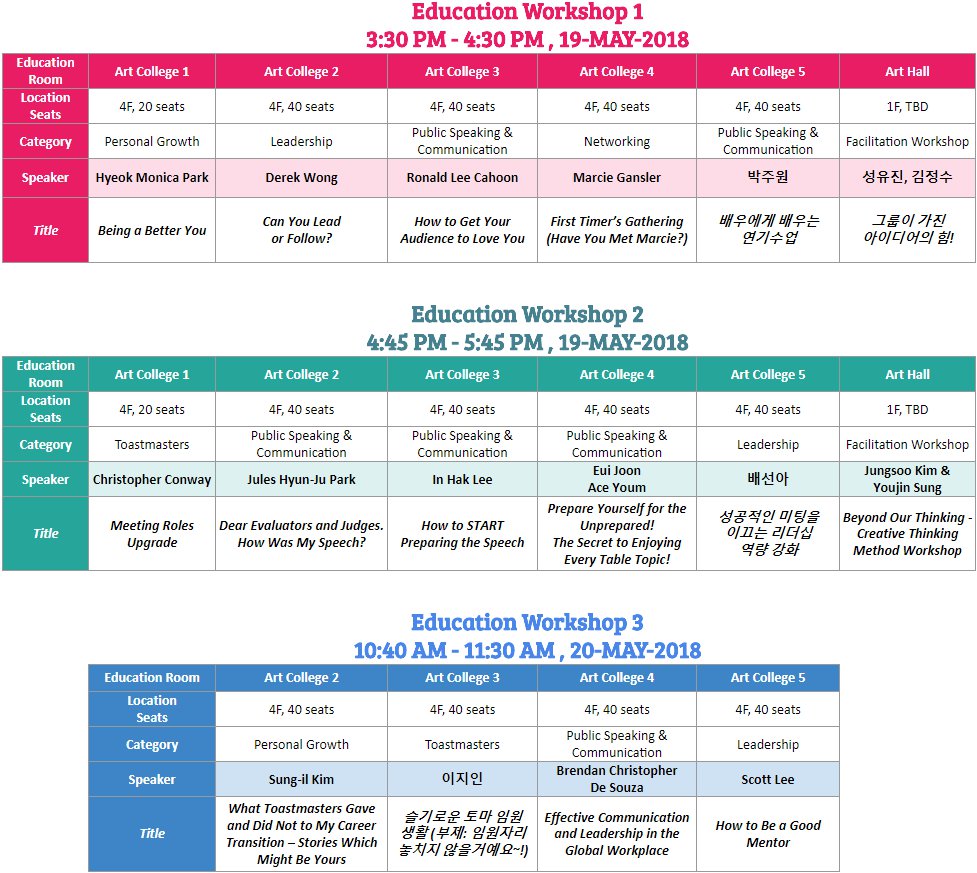 Education Workshop 1
3:30 PM - 4:30 PM , 19-MAY-2018
Education Room Art College 1 Art College 2 Art College 3 Art College 4 Art College 5 Art Hall
Location Seats 4F, 20 seats 4F, 40 seats 4F, 40 seats 4F, 40 seats 4F, 40 seats 1F, TBD
Category Personal Growth Leadership Public Speaking & Communication Networking Public Speaking & Communication Facilitation Workshop
Speaker Hyeok Monica Park Derek Wong Ronald Lee Cahoon Marcie Gansler 박주원 성유진, 김정수
Title Being a Better You Can You Lead or Follow? How to Get Your Audience to Love You First Timer’s Gathering (Have You Met Marcie?) 배우에게 배우는 연기수업 그룹이 가진 아이디어의 힘!
Education Workshop 2
4:45 PM - 5:45 PM , 19-MAY-2018
Education Room Art College 1 Art College 2 Art College 3 Art College 4 Art College 5 Art Hall
Location Seats 4F, 20 seats 4F, 40 seats 4F, 40 seats 4F, 40 seats 4F, 40 seats 1F, TBD
Category Toastmasters Public Speaking & Communication Public Speaking & Communication Public Speaking & Communication Leadership Facilitation Workshop
Speaker Christopher Conway Jules Hyun-Ju Park In Hak Lee Eui Joon Ace Youm 배선아 Jungsoo Kim & Youjin Sung
Title Meeting Roles Upgrade Dear Evaluators and Judges. How Was My Speech? How to START Preparing the Speech Prepare Yourself for the Unprepared! The Secret to Enjoying Every Table Topic! 성공적인 미팅을 이끄는 리더십 역량 강화 Beyond Our Thinking - Creative Thinking Method Workshop
Education Workshop 3
10:40 AM - 11:30 AM , 20-MAY-2018
Education Room Art College 2 Art College 3 Art College 4 Art College 5
Location Seats 4F, 40 seats 4F, 40 seats 4F, 40 seats 4F, 40 seats
Category Personal Growth Toastmasters Public Speaking & Communication Leadership
Speaker Sung-il Kim 이지인 Brendan Christopher De Souza Scott Lee
Title What Toastmasters Gave and Did Not to My Career Transition – Stories Which Might Be Yours 슬기로운 토마 임원 생활 (부제: 임원자리 놓치지 않을거예요~!) Effective Communication and Leadership in the Global Workplace How to Be a Good Mentor